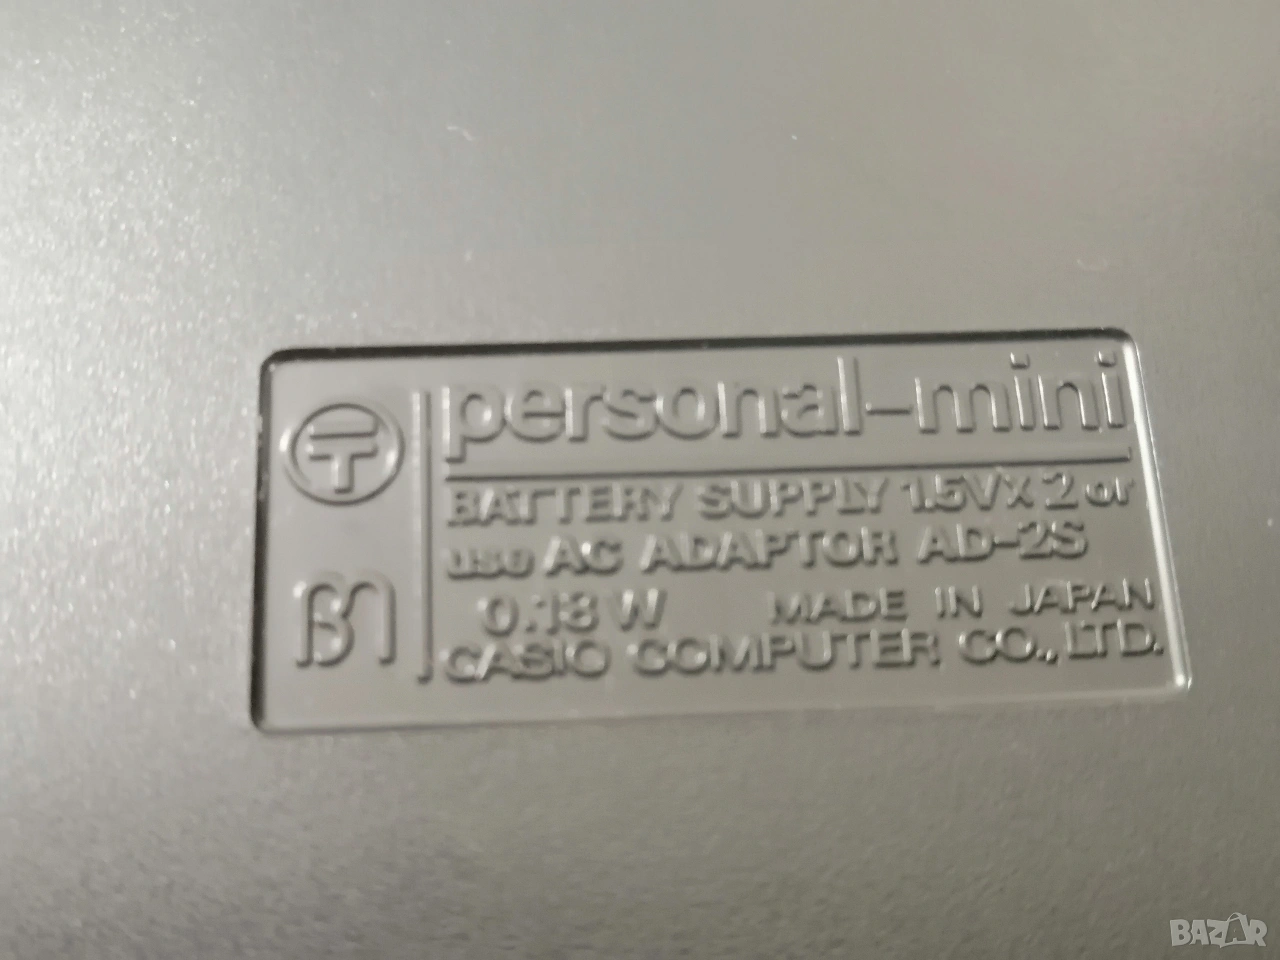 personal-mini
BATTERY SUPPLY 1.5V X 2 or
use AC ADAPTOR AD-2S
0.18 W MADE IN JAPAN
CASIO COMPUTER CO., LTD.
BAZAR